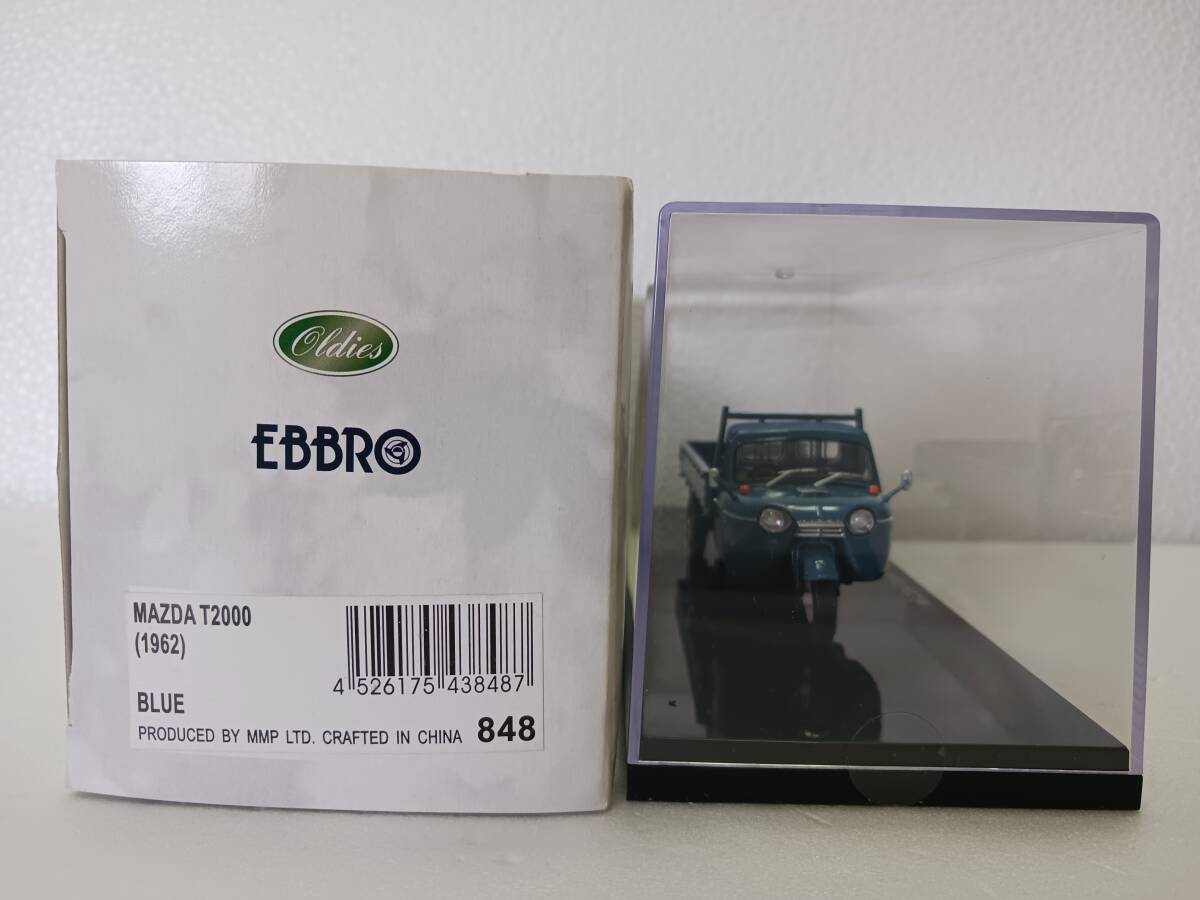 Oldies
EBBRO
MAZDA T2000
(1962)
BLUE
4 526175 438487
PRODUCED BY MMP LTD. CRAFTED IN CHINA 848